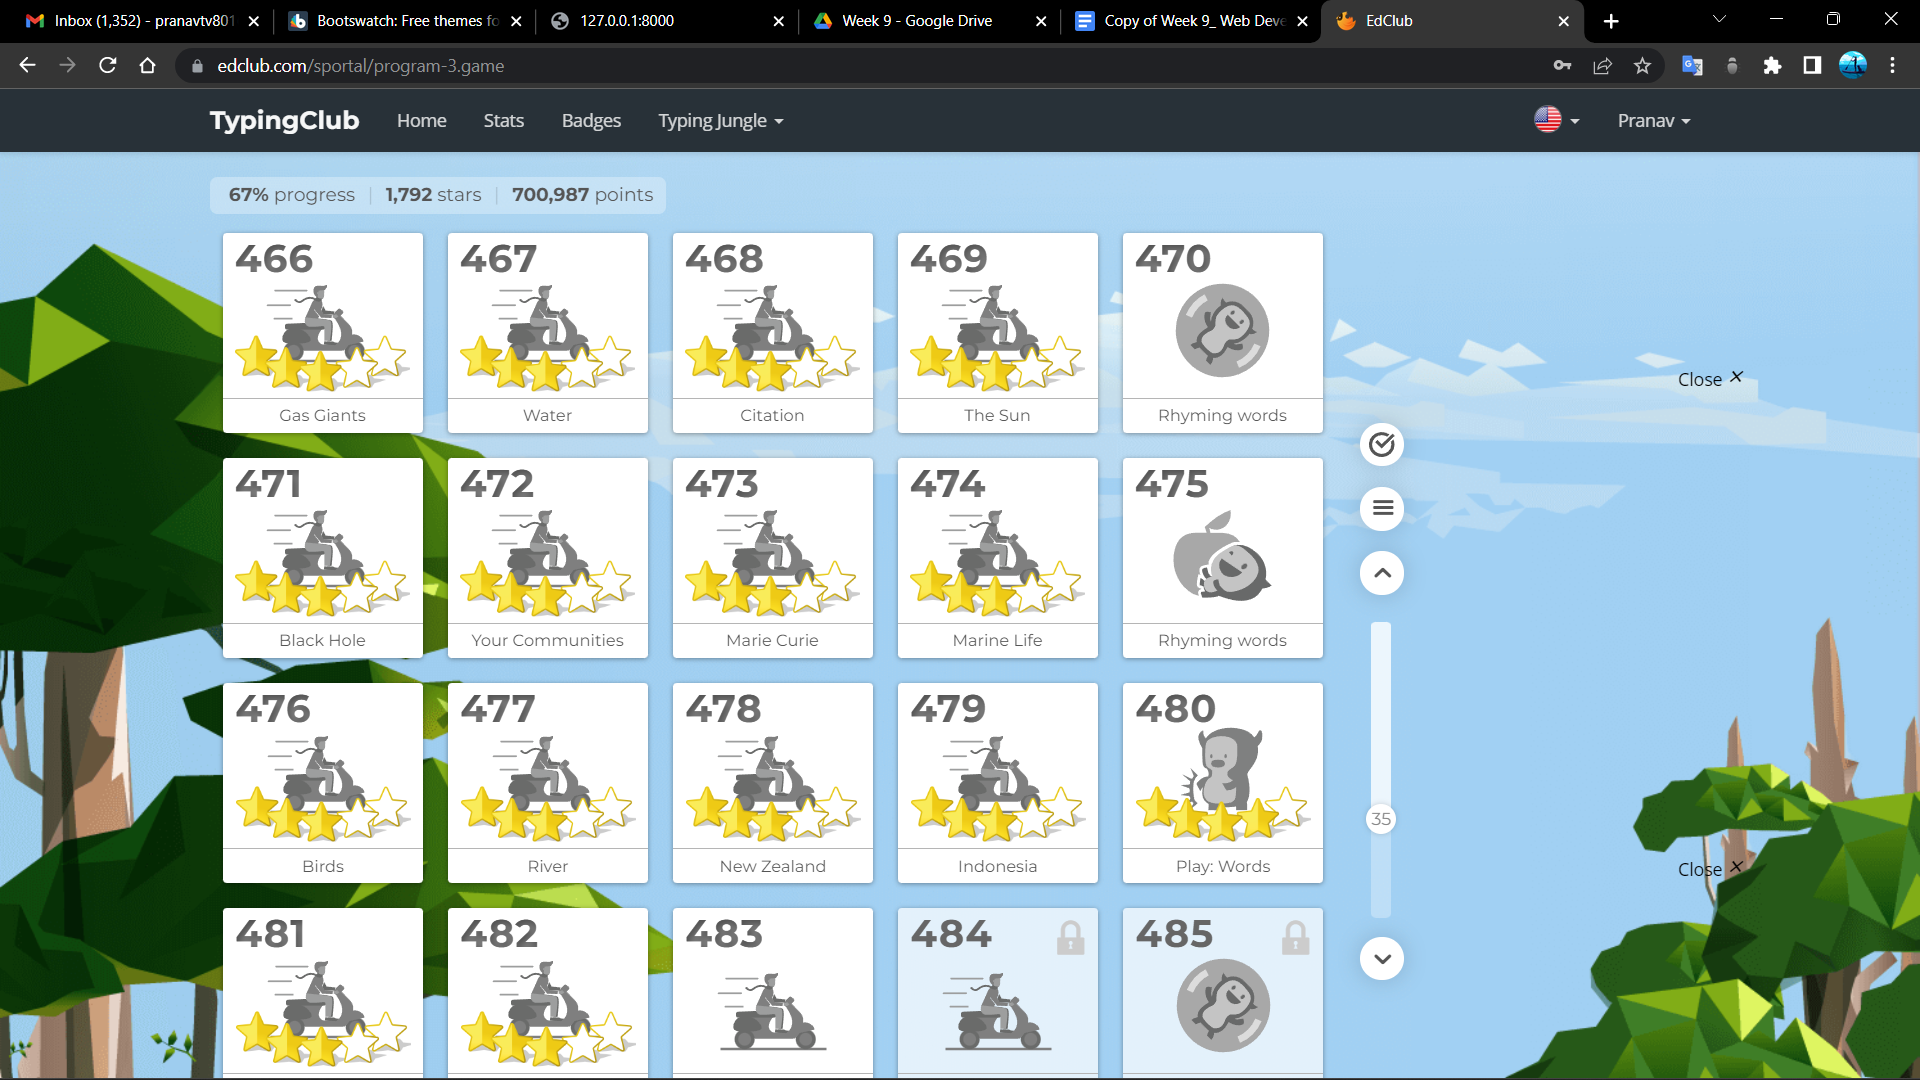 Inbox (1,352) - pranavtv801
Bootswatch: Free themes fo
127.0.0.1:8000
Week 9 - Google Drive
Copy of Week 9_ Web Deve
EdClub
edclub.com/sportal/program-3.game
TypingClub Home Stats Badges Typing Jungle Pranav
67% progress 1,792 stars 700,987 points
466 467 468 469 470
Close
Gas Giants Water Citation The Sun Rhyming words
471 472 473 474 475
Black Hole Your Communities Marie Curie Marine Life Rhyming words
476 477 478 479 480
35
Birds River New Zealand Indonesia Play: Words
Close
481 482 483 484 485